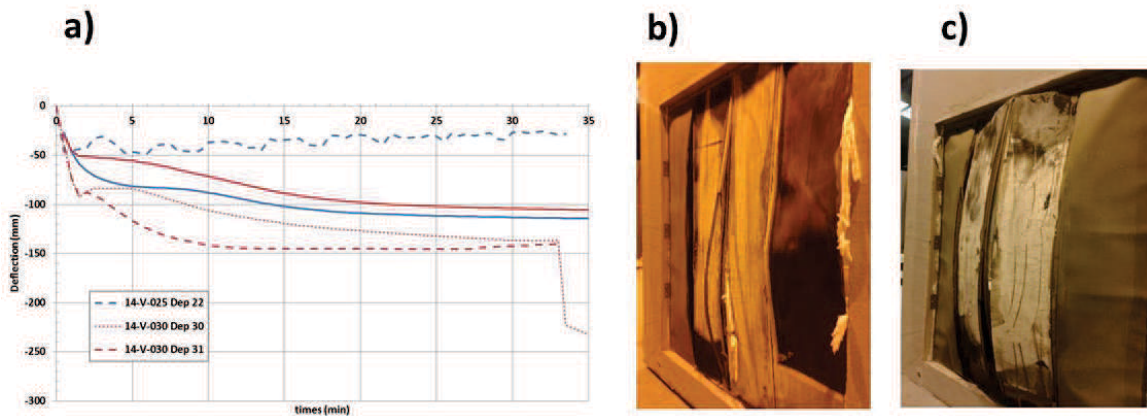 a)
b)
c)
0
-50
-100
-150
-200
-250
-300
0 5 10 15 20 25 30 35
Deflection (mm)
times (min)
14-V-025 Dep 22
14-V-030 Dep 30
14-V-030 Dep 31